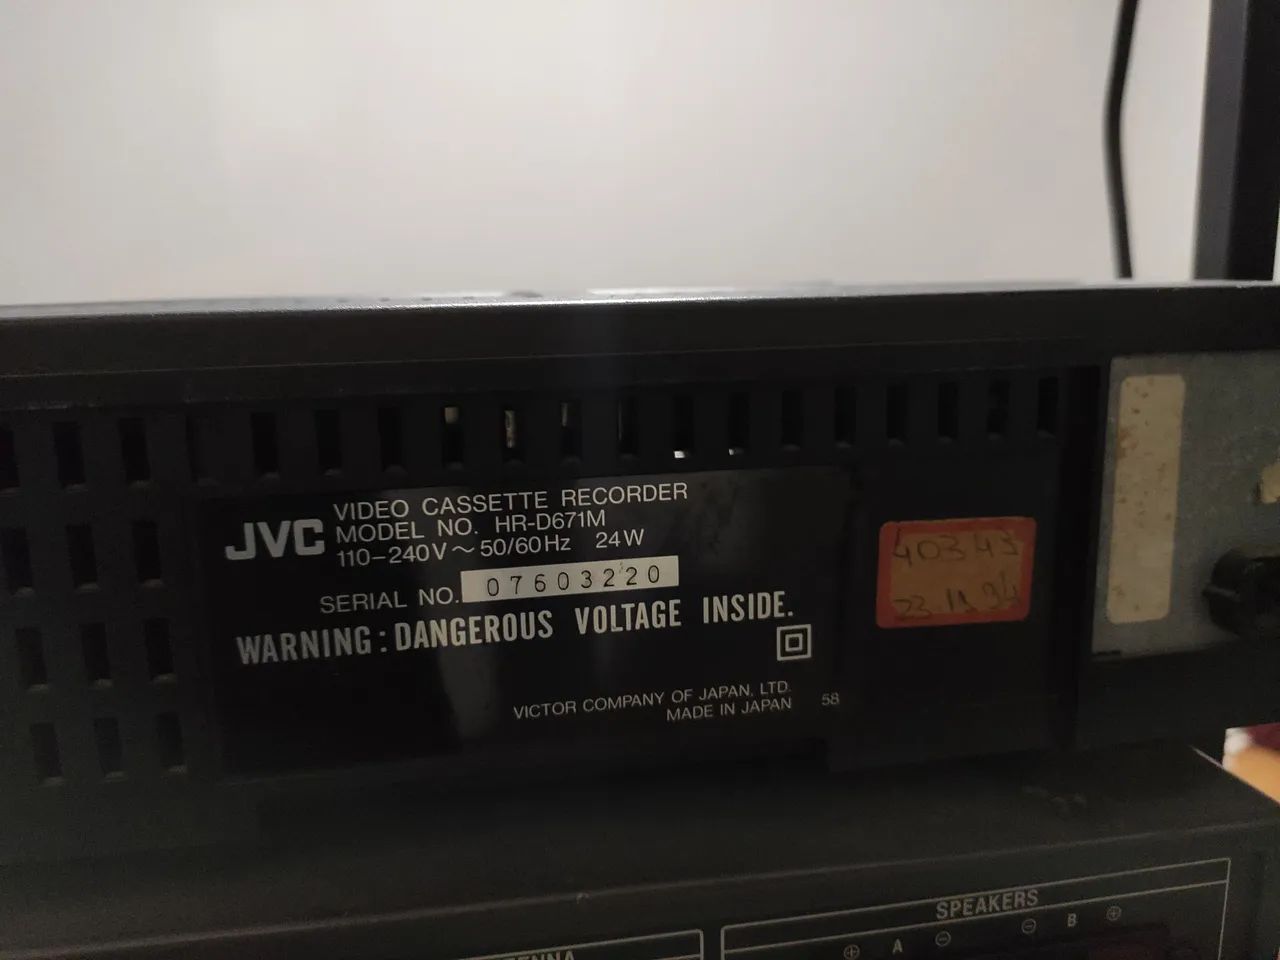 JVC
VIDEO CASSETTE RECORDER
MODEL NO. HR-D671M
110-240V ~ 50/60Hz 24W
SERIAL NO. 07603220
WARNING: DANGEROUS VOLTAGE INSIDE.
VICTOR COMPANY OF JAPAN, LTD.
MADE IN JAPAN 58
40343
23.11.94
SPEAKERS
⊕ A ⊖ ⊖ B ⊕